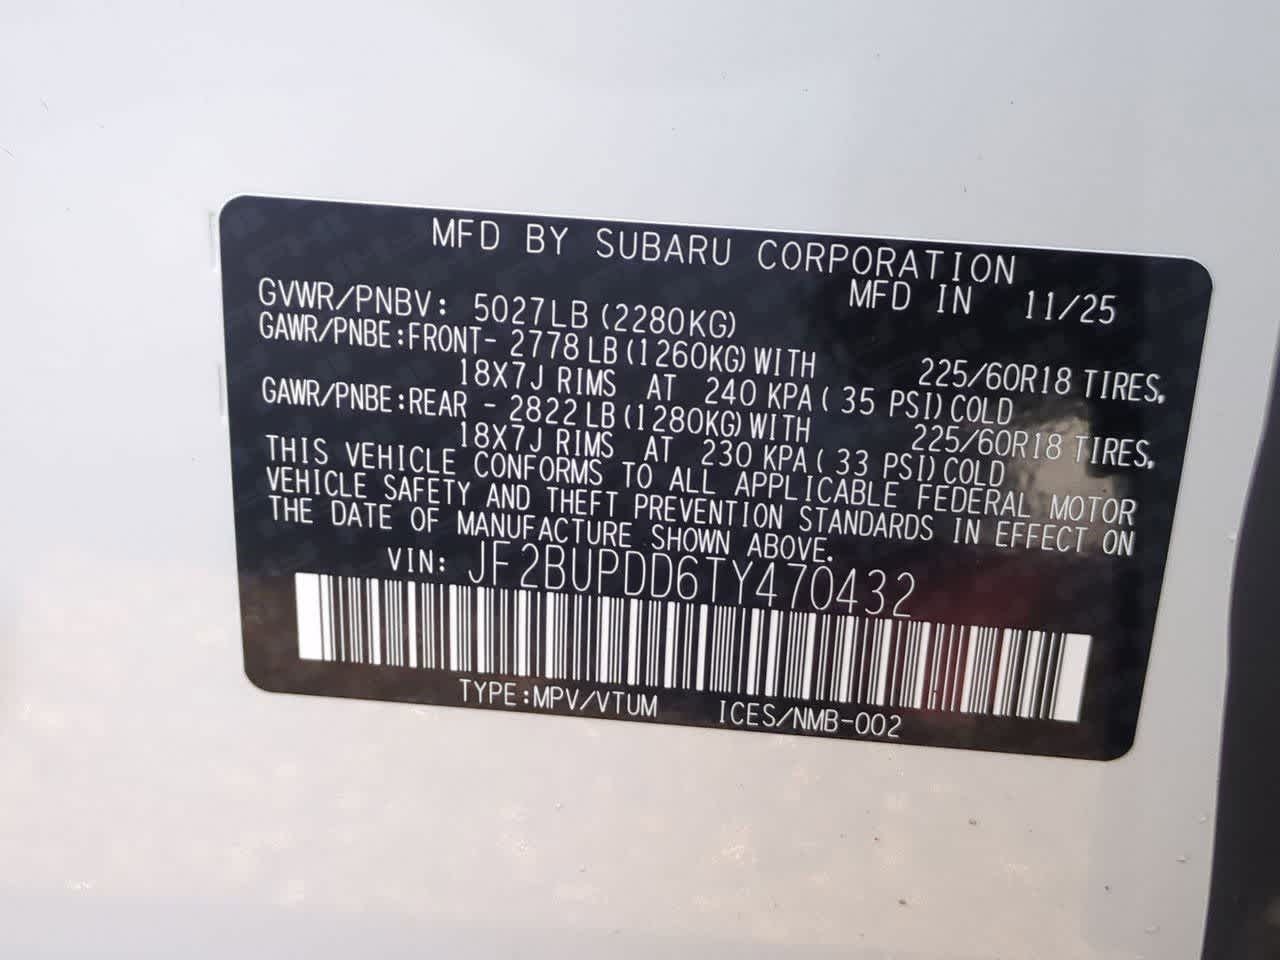 MFD BY SUBARU CORPORATION
MFD IN 11/25
GVWR/PNBV: 5027LB (2280KG)
GAWR/PNBE:FRONT- 2778 LB(1260KG)WITH 225/60R18 TIRES,
18X7J RIMS AT 240 KPA( 35 PSI)COLD
GAWR/PNBE:REAR - 2822 LB(1280KG)WITH 225/60R18 TIRES,
18X7J RIMS AT 230 KPA( 33 PSI)COLD
THIS VEHICLE CONFORMS TO ALL APPLICABLE FEDERAL MOTOR
VEHICLE SAFETY AND THEFT PREVENTION STANDARDS IN EFFECT ON
THE DATE OF MANUFACTURE SHOWN ABOVE.
VIN: JF2BUPDD6TY470432
TYPE:MPV/VTUM ICES/NMB-002